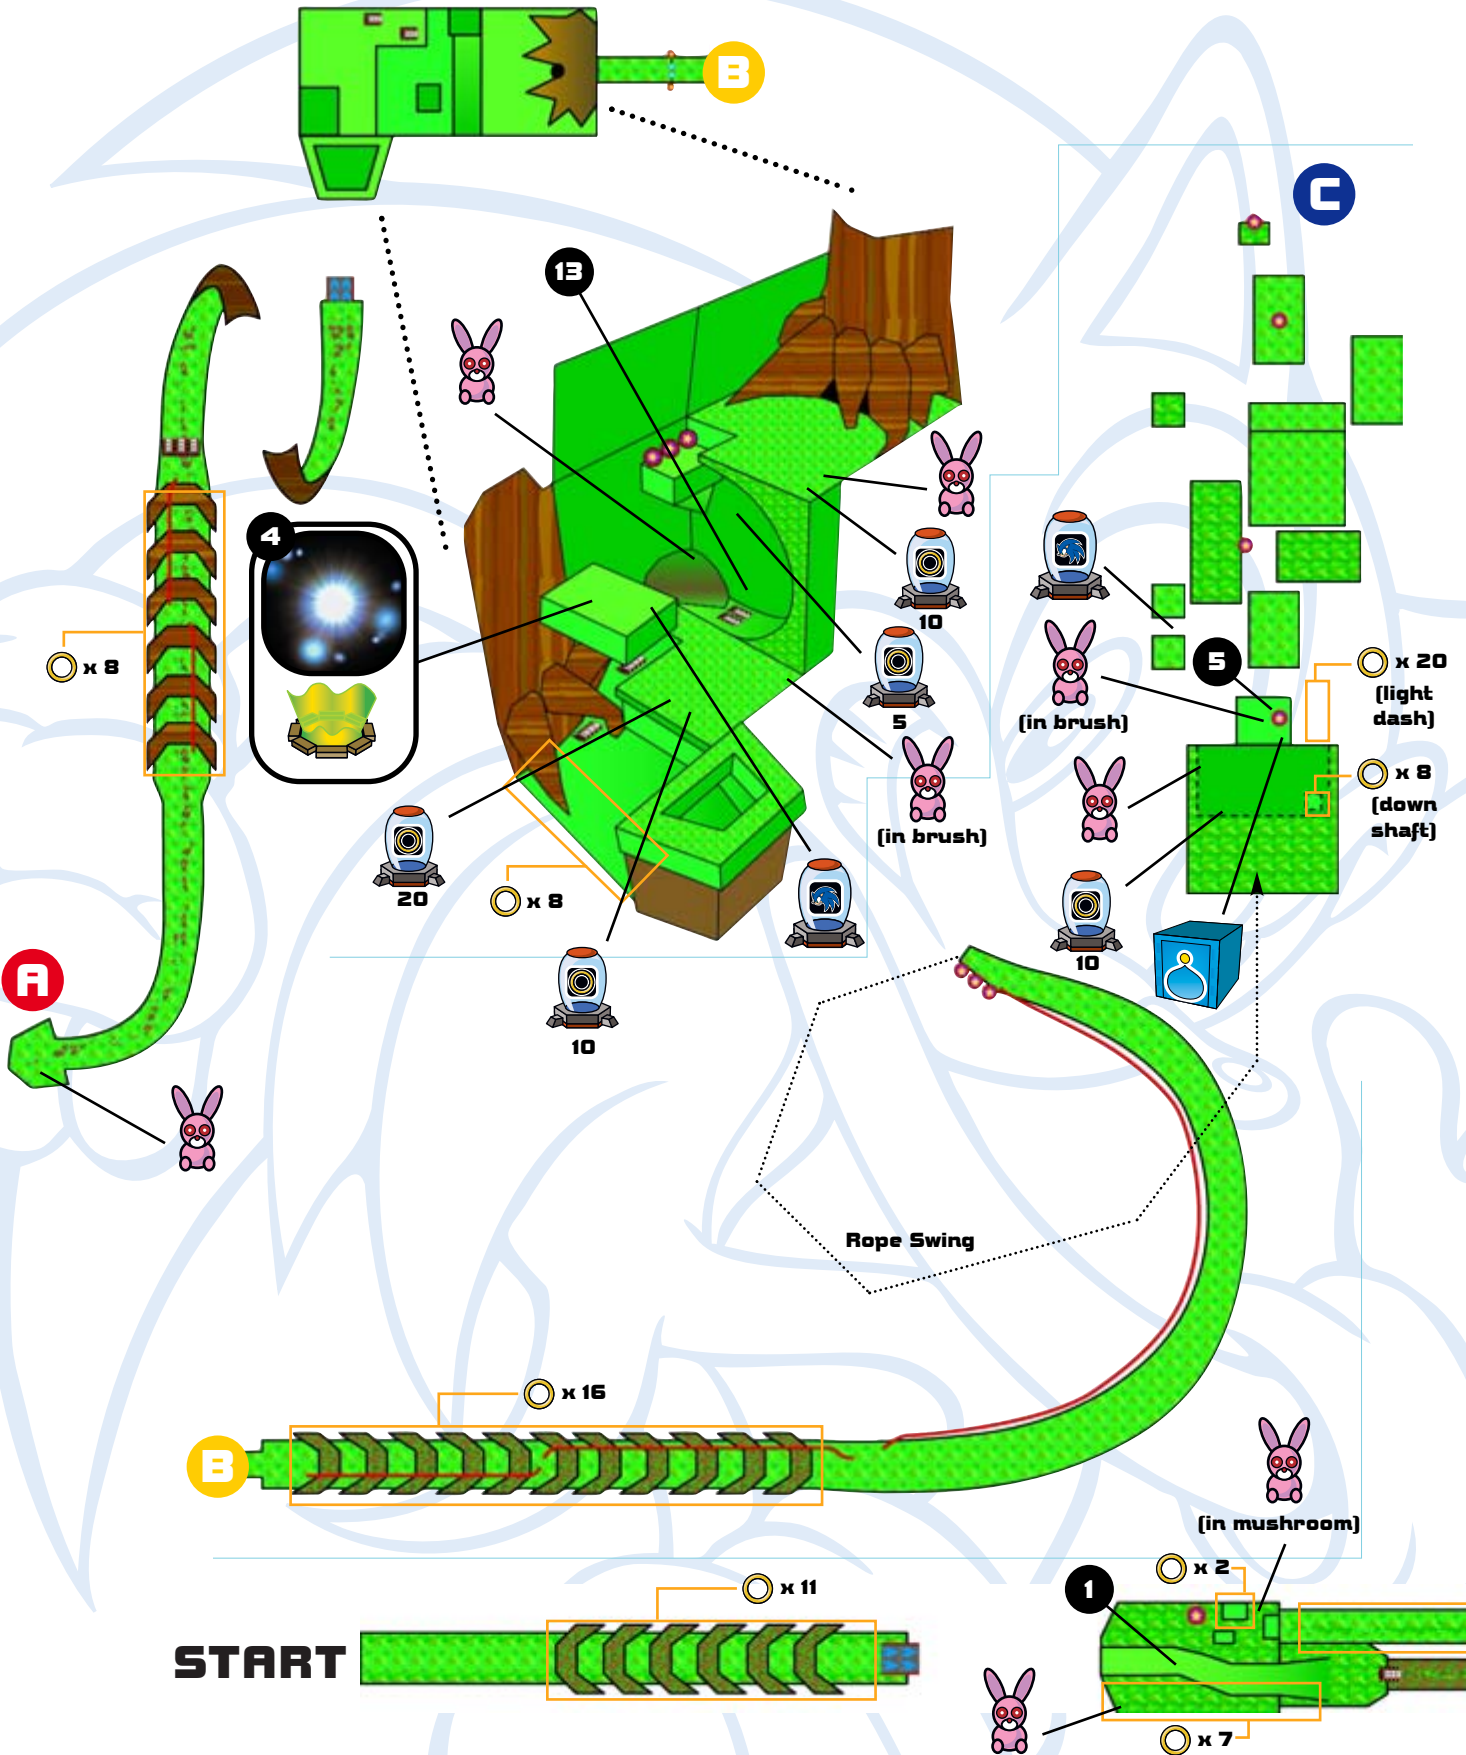 B
C
13
4
10
x 8
5
5
x 20
(light
dash)
(in brush)
x 8
(down
shaft)
(in brush)
20
x 8
10
A
10
Rope Swing
x 16
B
(in mushroom)
x 2
x 11
1
START
x 7